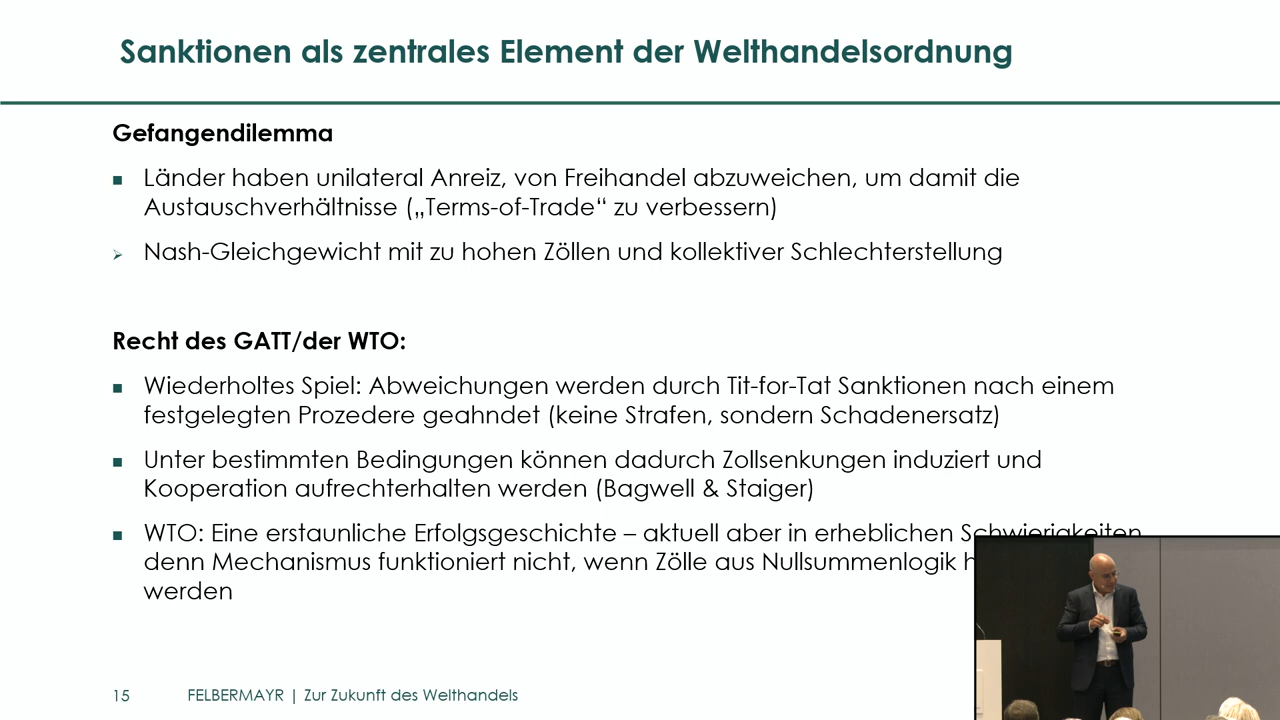 Sanktionen als zentrales Element der Welthandelsordnung
Gefangendilemma
Länder haben unilateral Anreiz, von Freihandel abzuweichen, um damit die
Austauschverhältnisse („Terms-of-Trade“ zu verbessern)
Nash-Gleichgewicht mit zu hohen Zöllen und kollektiver Schlechterstellung
Recht des GATT/der WTO:
Wiederholtes Spiel: Abweichungen werden durch Tit-for-Tat Sanktionen nach einem
festgelegten Prozedere geahndet (keine Strafen, sondern Schadenersatz)
Unter bestimmten Bedingungen können dadurch Zollsenkungen induziert und
Kooperation aufrechterhalten werden (Bagwell & Staiger)
WTO: Eine erstaunliche Erfolgsgeschichte – aktuell aber in erheblichen Schwierigkeiten
denn Mechanismus funktioniert nicht, wenn Zölle aus Nullsummenlogik
werden
15 FELBERMAYR | Zur Zukunft des Welthandels